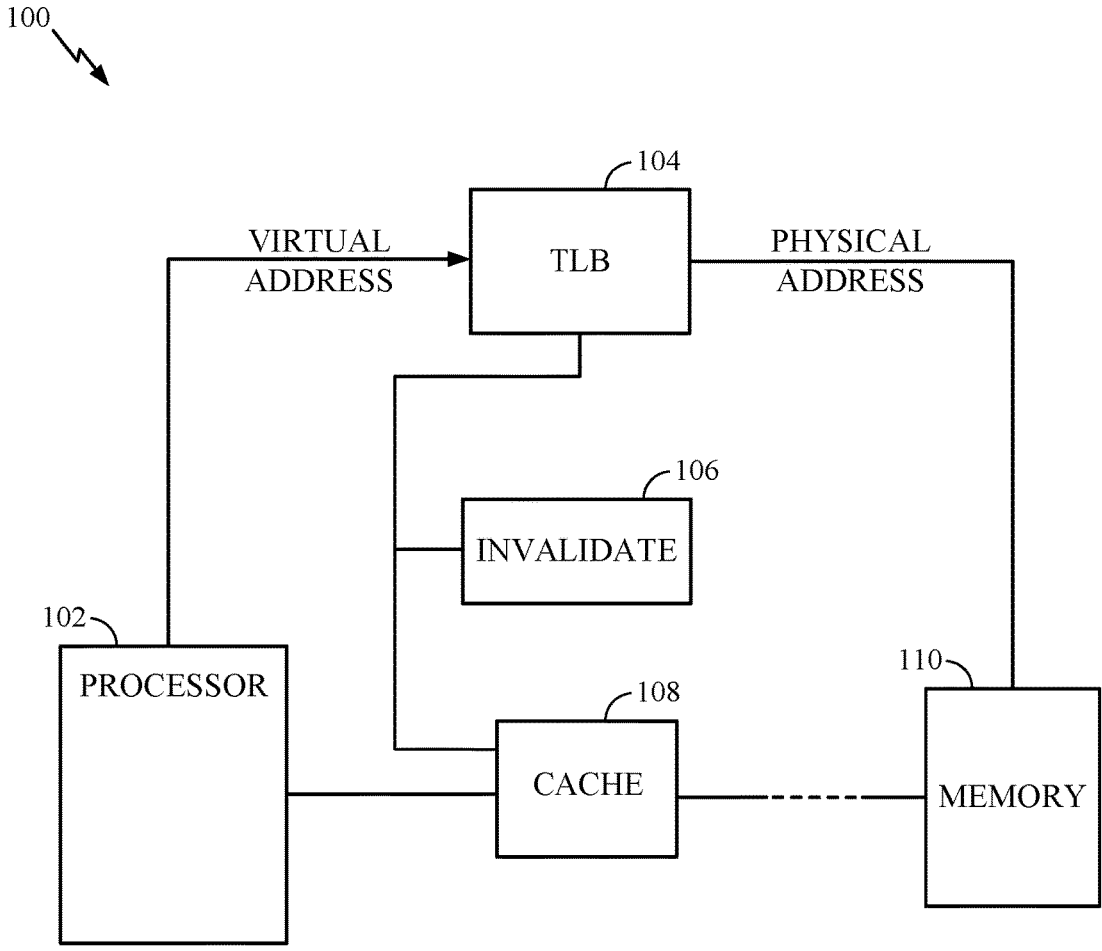 100
104
VIRTUAL
ADDRESS
TLB
PHYSICAL
ADDRESS
106
INVALIDATE
102
PROCESSOR
108
CACHE
110
MEMORY